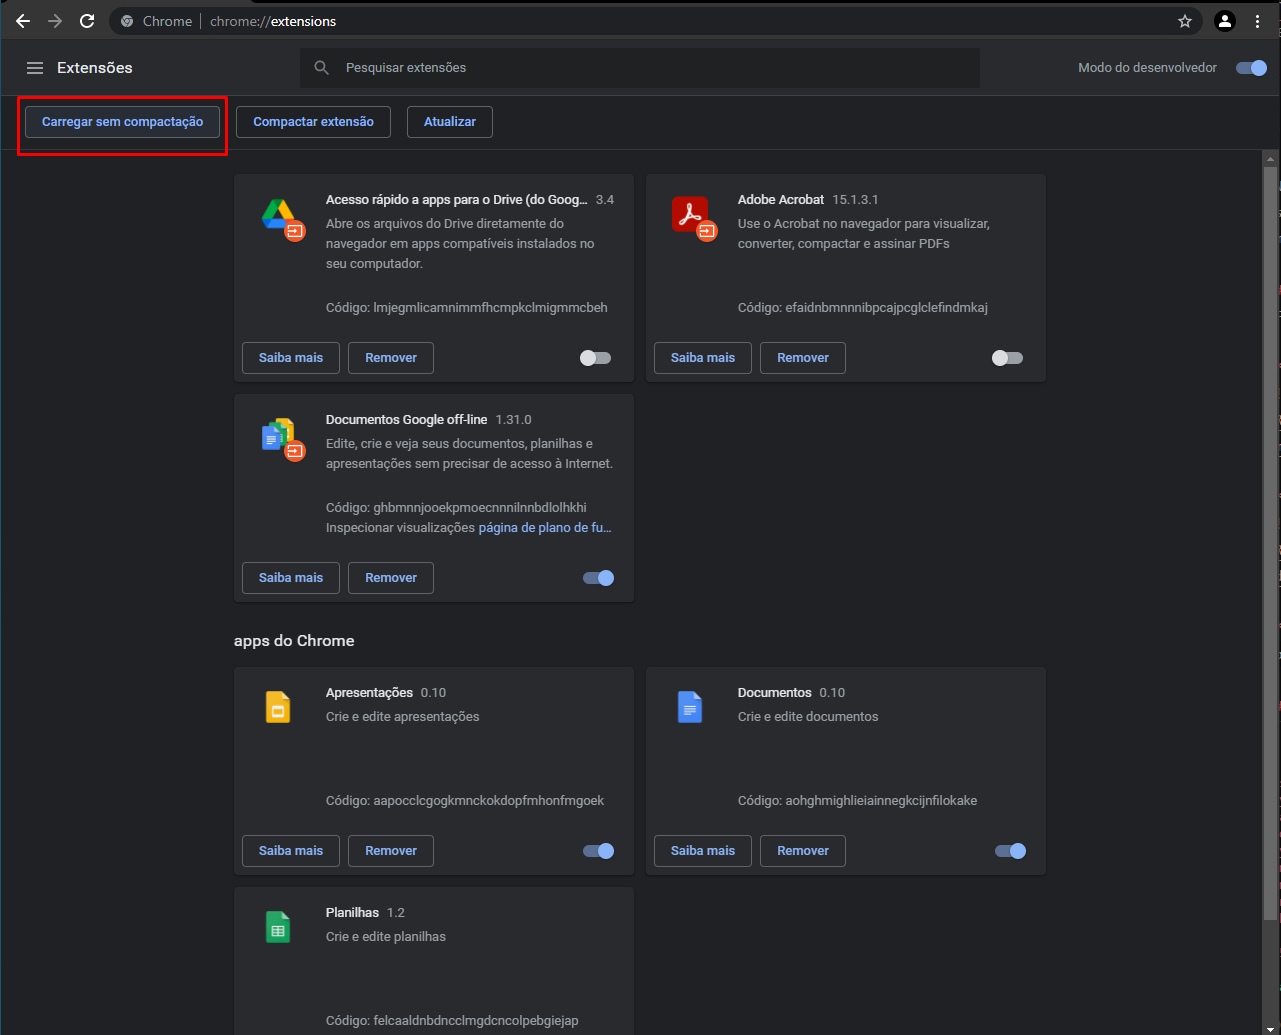 Chrome | chrome://extensions
Extensões
Pesquisar extensões
Modo do desenvolvedor
Carregar sem compactação
Compactar extensão
Atualizar
Acesso rápido a apps para o Drive (do Goog... 3.4
Abre os arquivos do Drive diretamente do
navegador em apps compatíveis instalados no
seu computador.
Código: lmjegmlicamnimmfhcmpkclmigmmcbeh
Saiba mais
Remover
Adobe Acrobat 15.1.3.1
Use o Acrobat no navegador para visualizar,
converter, compactar e assinar PDFs
Código: efaidnbmnnnibpcajpcglclefindmkaj
Saiba mais
Remover
Documentos Google off-line 1.31.0
Edite, crie e veja seus documentos, planilhas e
apresentações sem precisar de acesso à Internet.
Código: ghbmnnjooekpmoecnnnilnnbdlolhkhi
Inspecionar visualizações página de plano de fu...
Saiba mais
Remover
apps do Chrome
Apresentações 0.10
Crie e edite apresentações
Código: aapocclcgogkmnckokdopfmhonfmgoek
Saiba mais
Remover
Documentos 0.10
Crie e edite documentos
Código: aohghmighlieiainnegkcijnfilokake
Saiba mais
Remover
Planilhas 1.2
Crie e edite planilhas
Código: felcaaldnbdncclmgdcncolpebgiejap